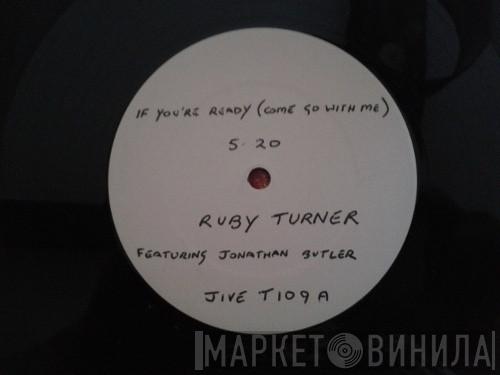 IF YOU'RE READY (COME GO WITH ME)
5.20
RUBY TURNER
FEATURING JONATHAN BUTLER
JIVE T109 A
МАРКЕТ ВИНИЛА